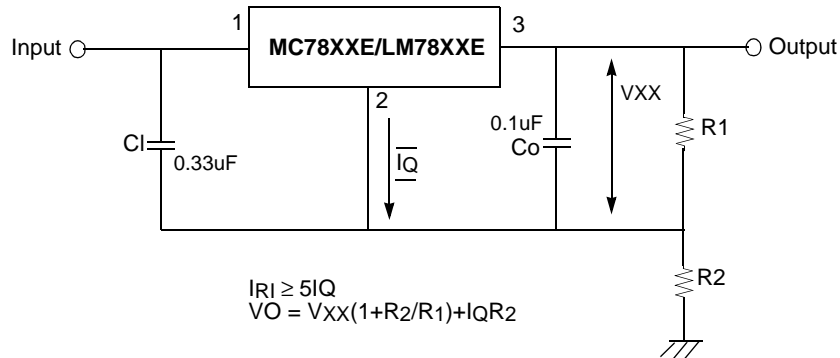 1
MC78XXE/LM78XXE
3
Input
Output
2
VXX
CI
0.33uF
IQ
0.1uF
Co
R1
R2
IRI ≥ 5IQ
VO = VXX(1+R2/R1)+IQR2